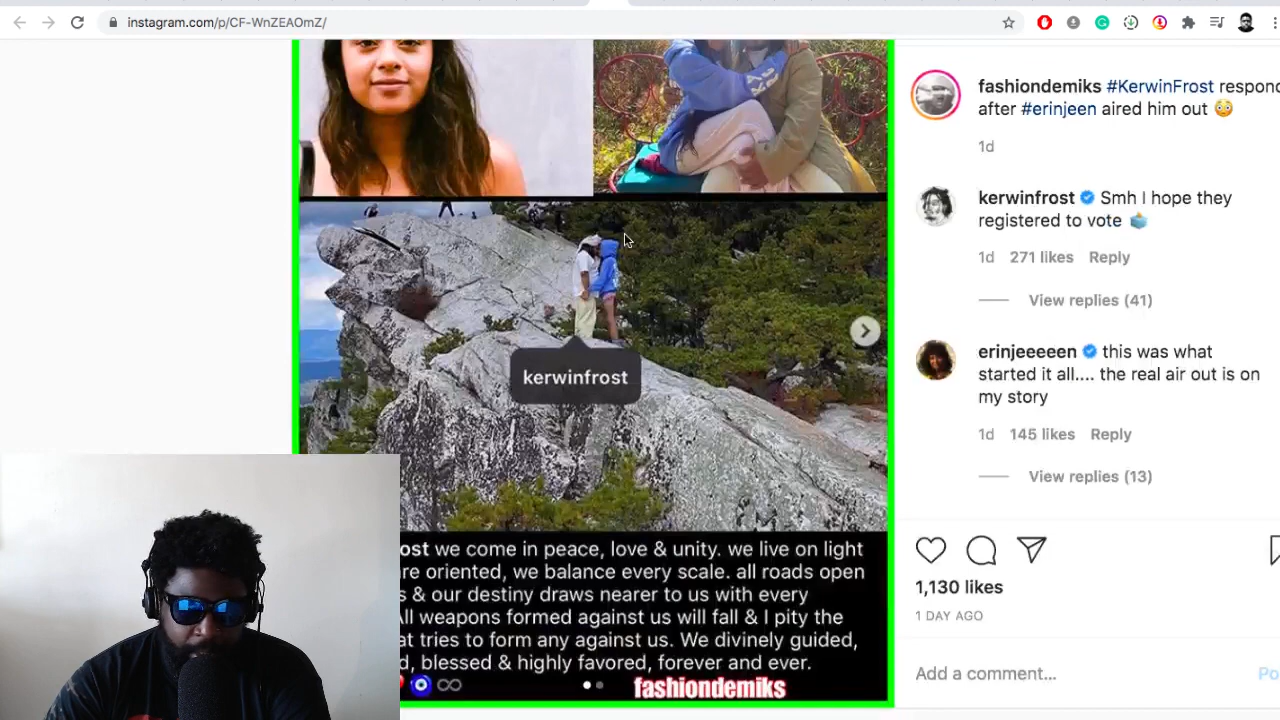 instagram.com/p/CF-WnZEAOmZ/
fashiondemiks #KerwinFrost respon
after #erinjeen aired him out 😳
1d
kerwinfrost Smh I hope they
registered to vote 🗳
1d 271 likes Reply
View replies (41)
erinjeeeeen this was what
started it all.... the real air out is on
my story
1d 145 likes Reply
View replies (13)
1,130 likes
1 DAY AGO
Add a comment...
Po
kerwinfrost
ost we come in peace, love & unity. we live on light
re oriented, we balance every scale. all roads open
s & our destiny draws nearer to us with every
All weapons formed against us will fall & I pity the
at tries to form any against us. We divinely guided,
d, blessed & highly favored, forever and ever.
fashiondemiks